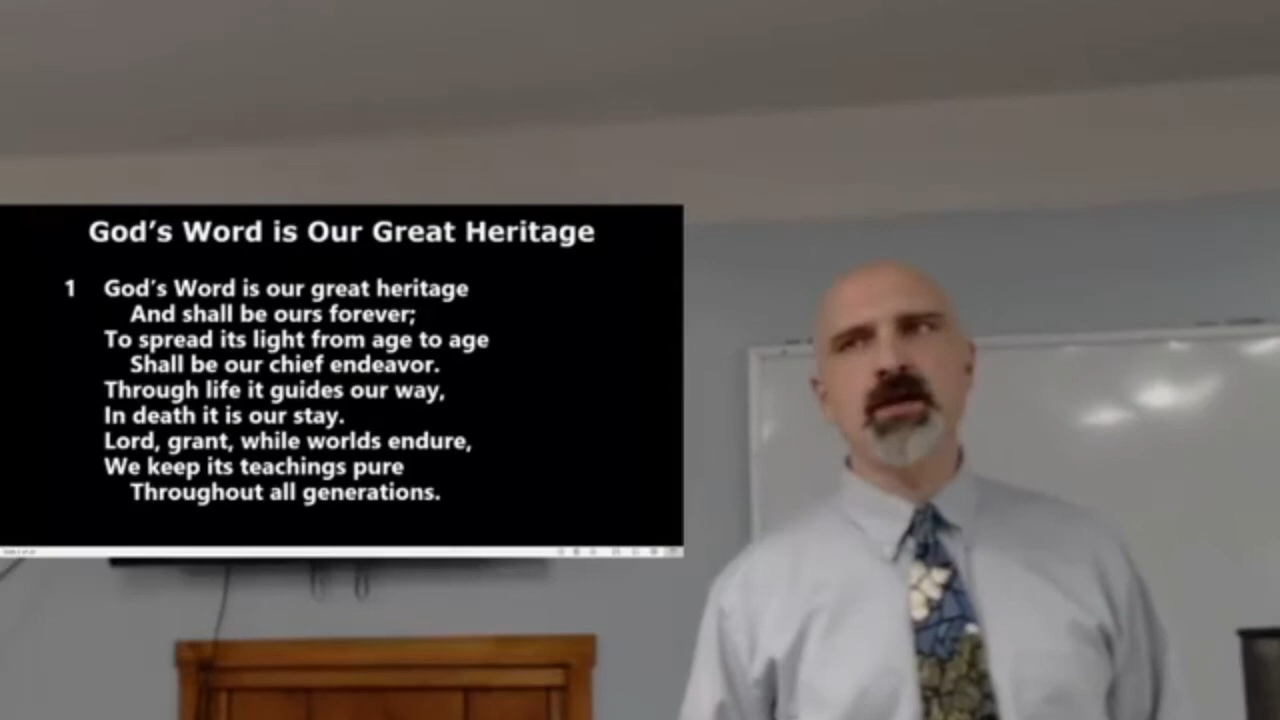 God's Word is Our Great Heritage
1 God's Word is our great heritage
And shall be ours forever;
To spread its light from age to age
Shall be our chief endeavor.
Through life it guides our way,
In death it is our stay.
Lord, grant, while worlds endure,
We keep its teachings pure
Throughout all generations.